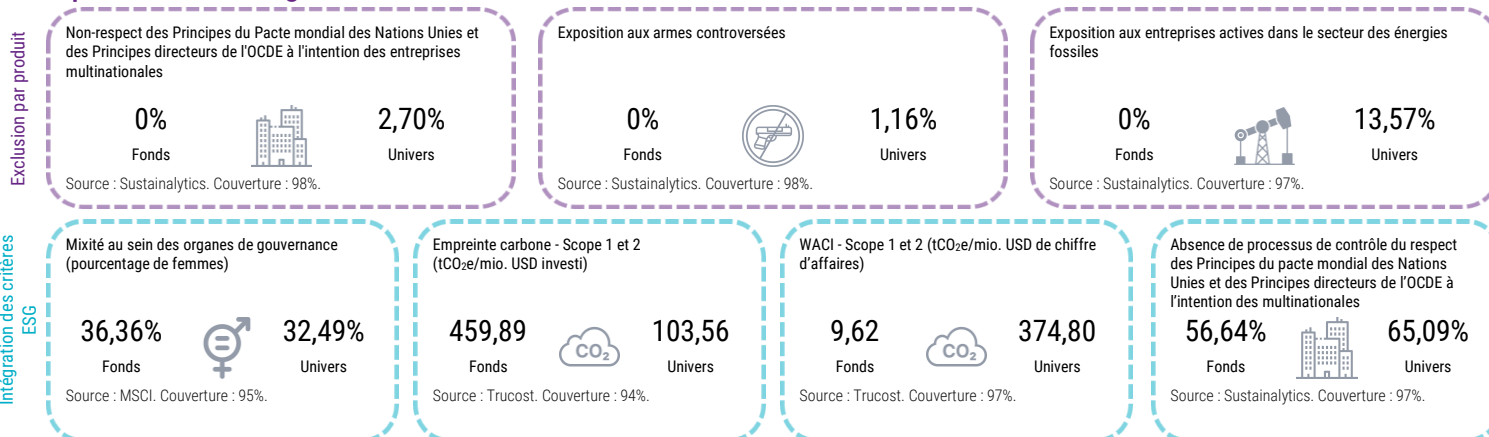 Exclusion par produit
Non-respect des Principes du Pacte mondial des Nations Unies et
des Principes directeurs de l'OCDE à l'intention des entreprises
multinationales
0%
Fonds
2,70%
Univers
Source : Sustainalytics. Couverture : 98%.
Exposition aux armes controversées
0%
Fonds
1,16%
Univers
Source : Sustainalytics. Couverture : 98%.
Exposition aux entreprises actives dans le secteur des énergies
fossiles
0%
Fonds
13,57%
Univers
Source : Sustainalytics. Couverture : 97%.
Intégration des critères
ESG
Mixité au sein des organes de gouvernance
(pourcentage de femmes)
36,36%
Fonds
32,49%
Univers
Source : MSCI. Couverture : 95%.
Empreinte carbone - Scope 1 et 2
(tCO₂e/mio. USD investi)
459,89
Fonds
CO₂
103,56
Univers
Source : Trucost. Couverture : 94%.
WACI - Scope 1 et 2 (tCO₂e/mio. USD de chiffre
d’affaires)
9,62
Fonds
CO₂
374,80
Univers
Source : Trucost. Couverture : 97%.
Absence de processus de contrôle du respect
des Principes du pacte mondial des Nations
Unies et des Principes directeurs de l’OCDE à
l’intention des multinationales
56,64%
Fonds
65,09%
Univers
Source : Sustainalytics. Couverture : 97%.